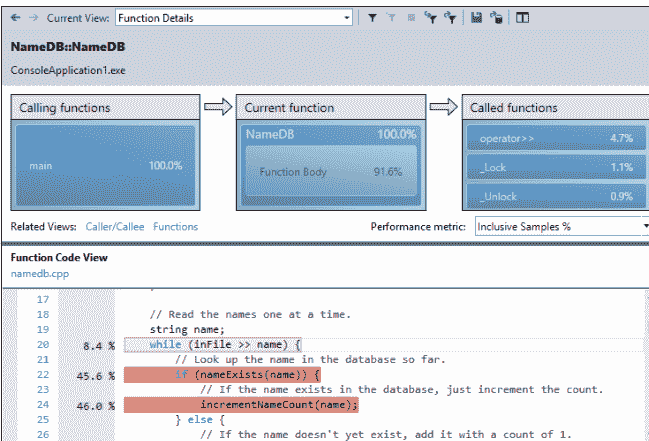 Current View: Function Details
NameDB::NameDB
ConsoleApplication1.exe
Calling functions
Current function
Called functions
main 100.0%
NameDB 100.0%
Function Body 91.6%
operator>> 4.7%
_Lock 1.1%
_Unlock 0.9%
Related Views: Caller/Callee Functions
Performance metric: Inclusive Samples %
Function Code View
namedb.cpp
17
18 // Read the names one at a time.
19 string name;
20 8.4 % while (inFile >> name) {
21 // Look up the name in the database so far.
22 45.6 % if (nameExists(name)) {
23 // If the name exists in the database, just increment the count.
24 46.0 % incrementNameCount(name);
25 } else {
26 // If the name doesn't yet exist, add it with a count of 1.